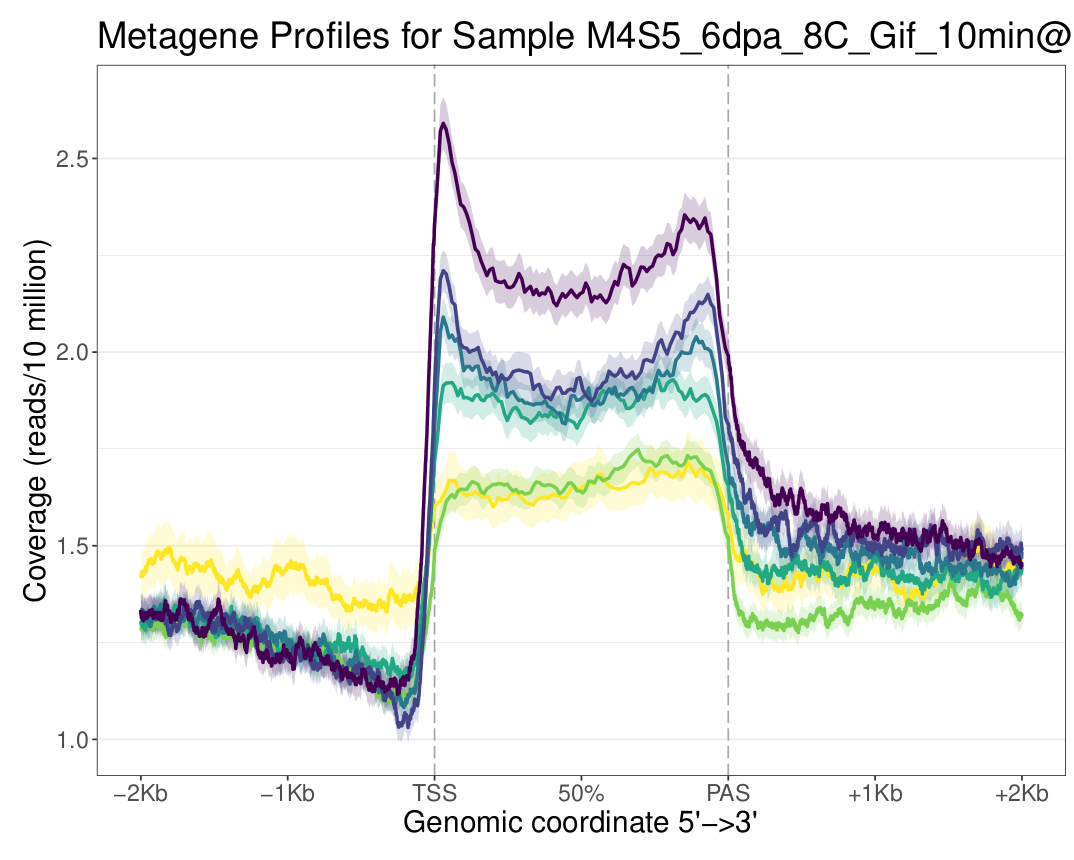 Metagene Profiles for Sample M4S5_6dpa_8C_Gif_10min@
Coverage (reads/10 million)
2.5
2.0
1.5
1.0
−2Kb −1Kb TSS 50% PAS +1Kb +2Kb
Genomic coordinate 5'−>3'